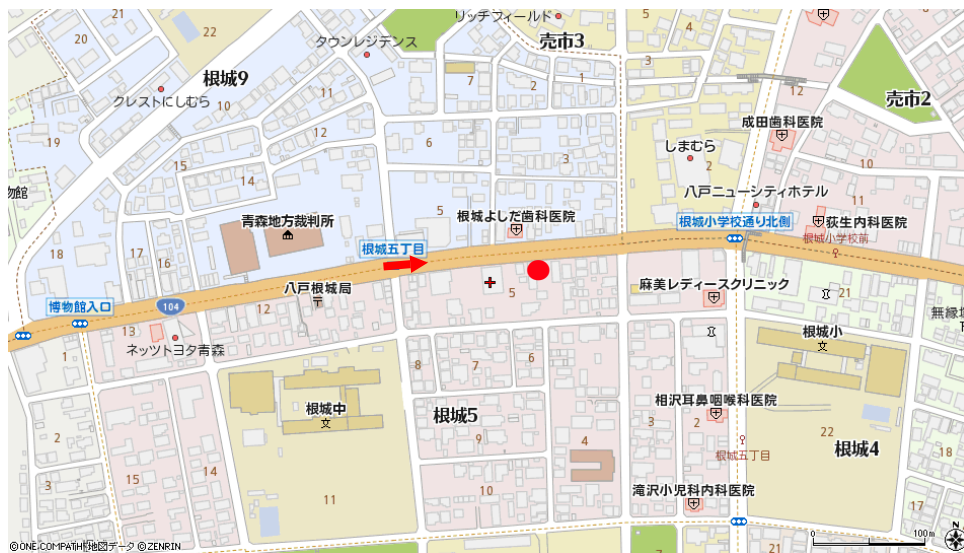 リッチフィールド
20
22
タウンレジデンス
売市3
5
4
12
21
根城9
7
1
クレストにしむら
10
11
2
3
12
売市2
成田歯科医院
19
12
6
3
しまむら
2
10
11
15
14
物館
八戸ニューシティホテル
18
17
青森地方裁判所
5
根城よしだ歯科医院
根城小学校通り北側
荻生内科医院
根城小学校前
16
根城五丁目
八戸根城局
5
麻美レディースクリニック
21
博物館入口
104
12
無縁塚
13
ネッツトヨタ青森
根城小
1
8
7
6
3
根城中
根城5
相沢耳鼻咽喉科医院
2
9
4
2
22
根城4
根城五丁目
18
3
15
14
11
10
滝沢小児科内科医院
17
N
0
100m
©ONE COMPATH 地図データ ©ZENRIN